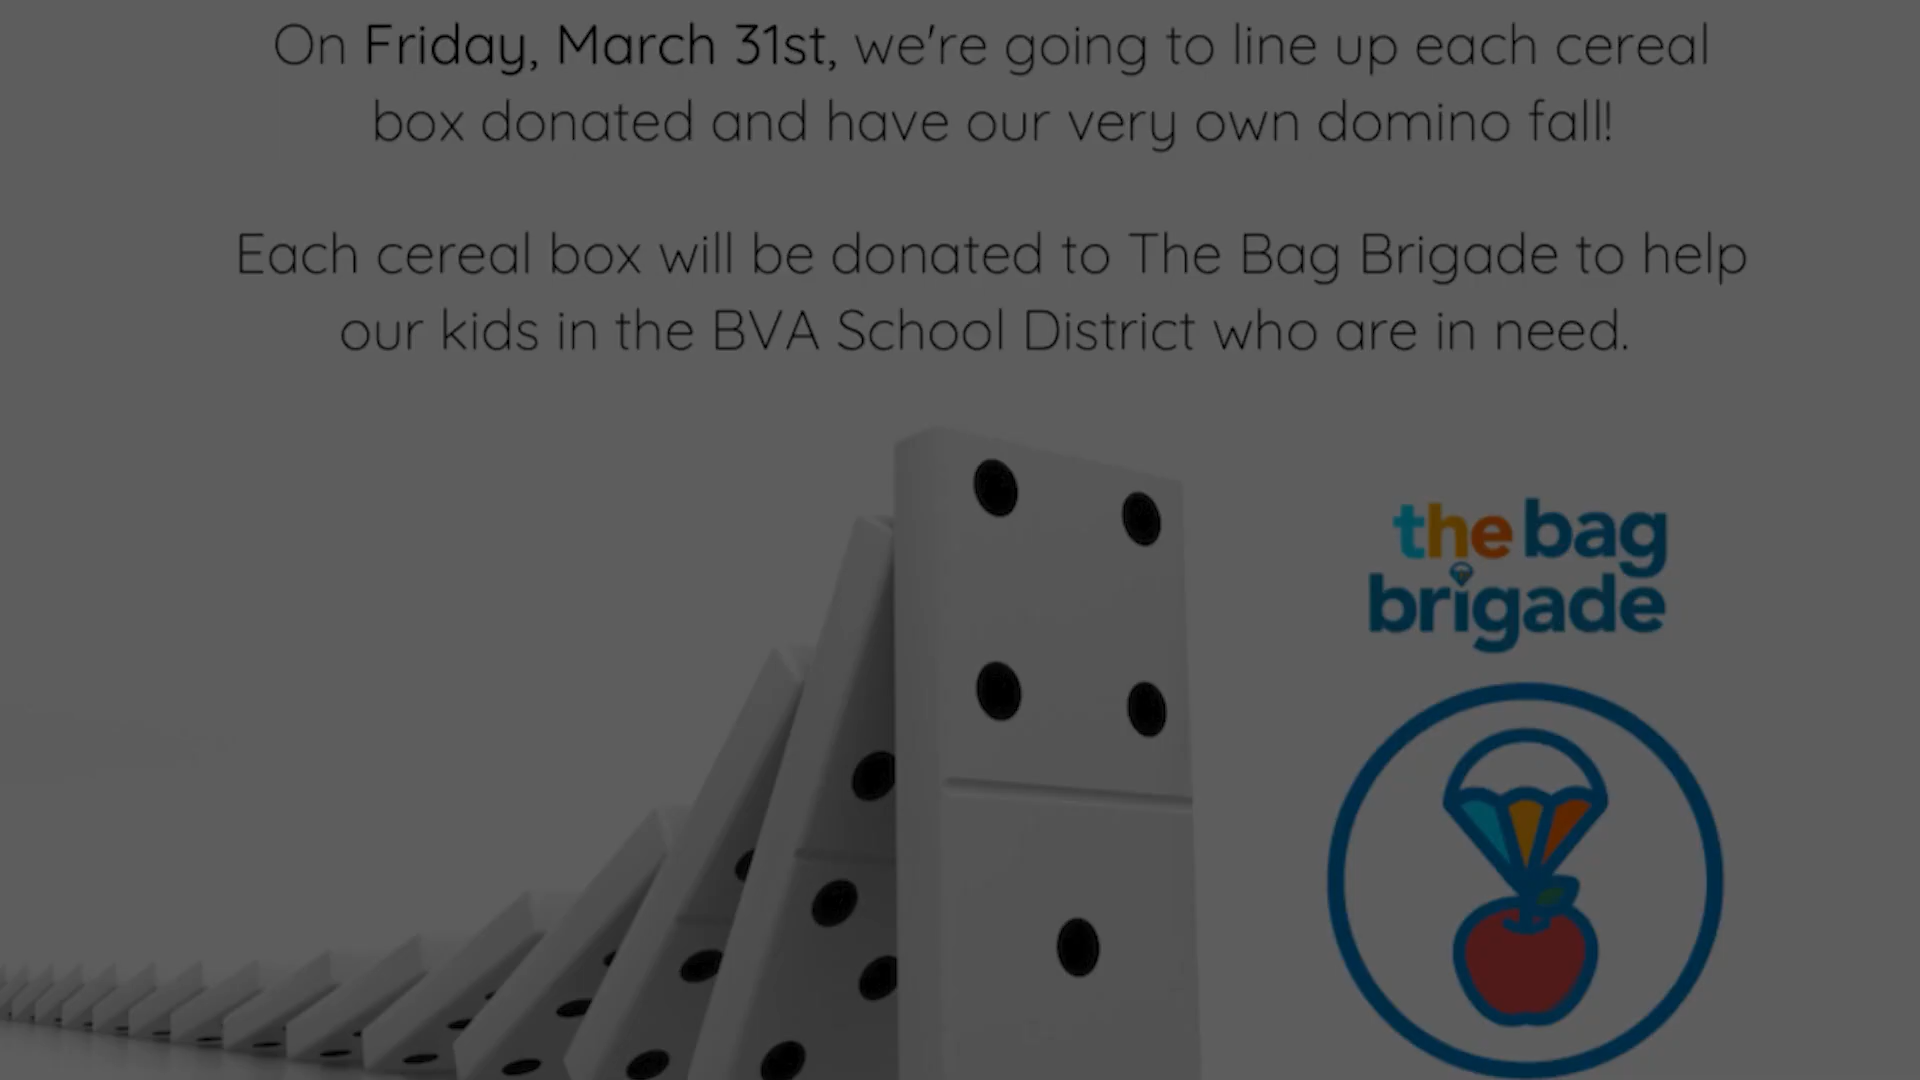 On Friday, March 31st, we're going to line up each cereal
box donated and have our very own domino fall!
Each cereal box will be donated to The Bag Brigade to help
our kids in the BVA School District who are in need.
the bag
brigade